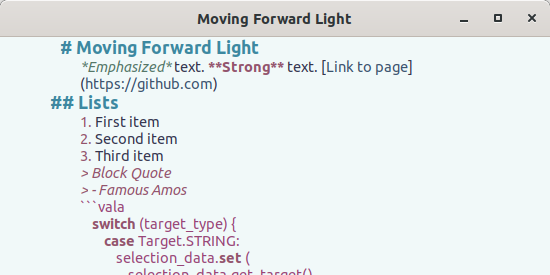 Moving Forward Light
# Moving Forward Light
*Emphasized* text. **Strong** text. [Link to page]
(https://github.com)
## Lists
1. First item
2. Second item
3. Third item
> Block Quote
> - Famous Amos
```vala
switch (target_type) {
case Target.STRING:
selection_data.set (
selection_data.get_target()